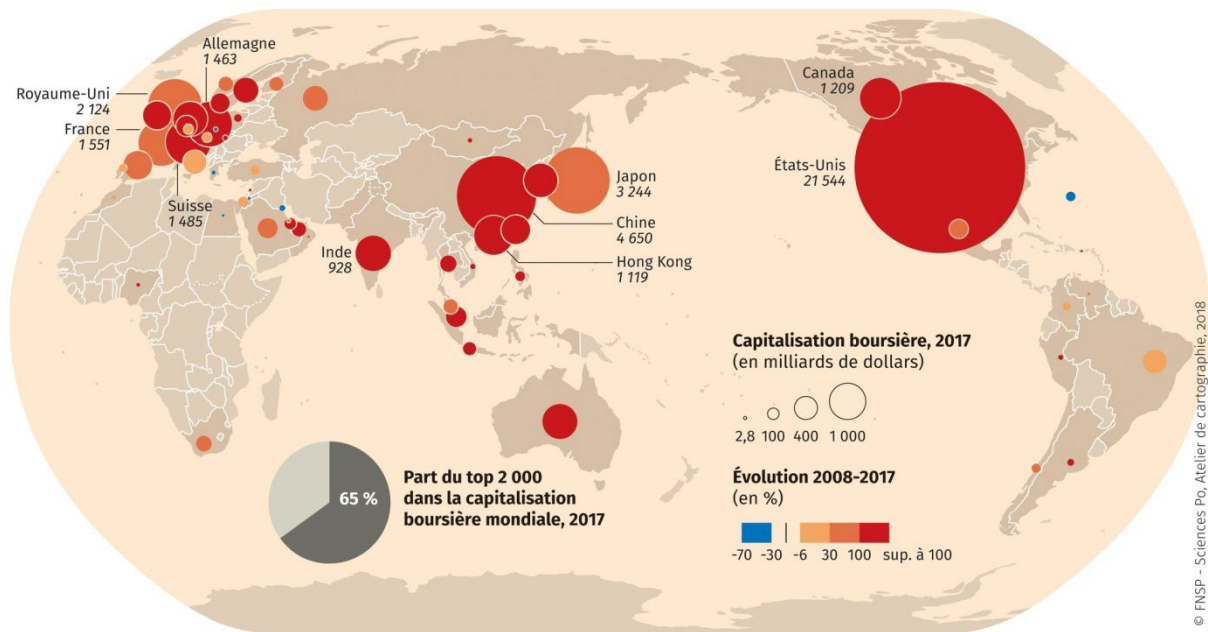 Allemagne
1 463
Royaume-Uni
2 124
France
1 551
Suisse
1 485
Inde
928
Japon
3 244
Chine
4 650
Hong Kong
1 119
Canada
1 209
États-Unis
21 544
65 %
Part du top 2 000
dans la capitalisation
boursière mondiale, 2017
Capitalisation boursière, 2017
(en milliards de dollars)
2,8 100 400 1 000
Évolution 2008-2017
(en %)
-70 -30 -6 30 100 sup. à 100
© FNSP - Sciences Po, Atelier de cartographie, 2018